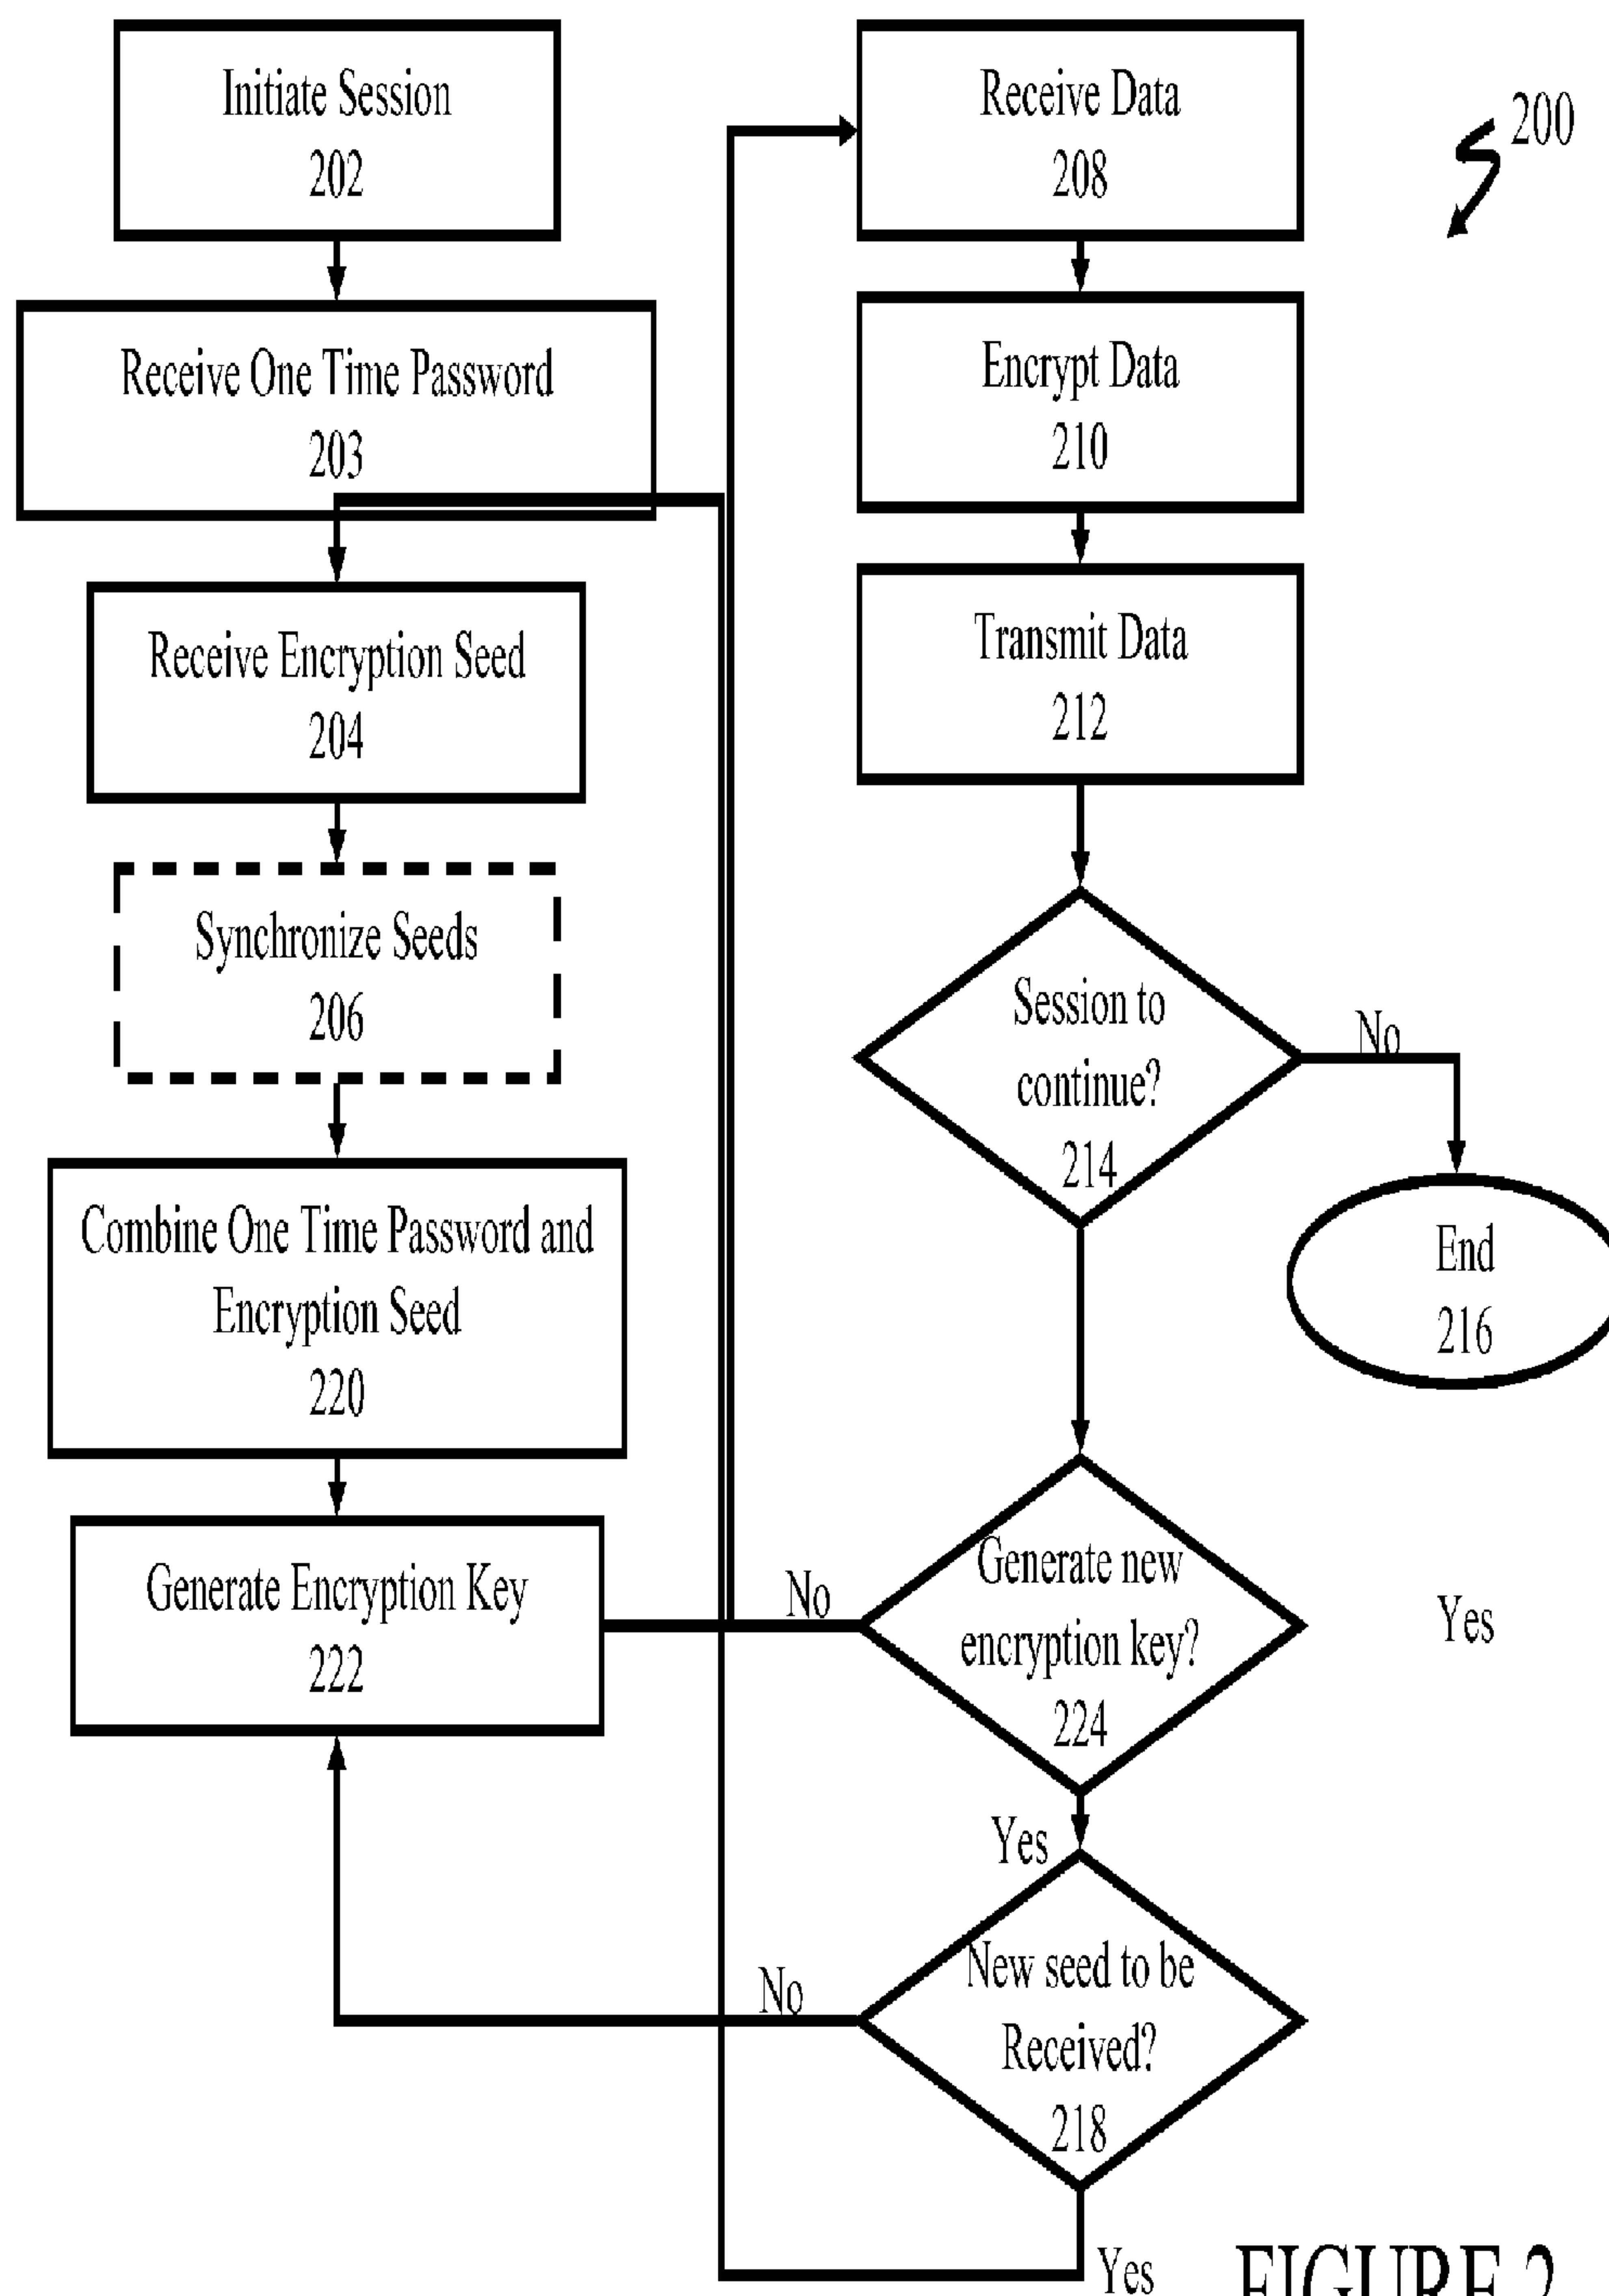 Initiate Session
202
Receive One Time Password
203
Receive Encryption Seed
204
Synchronize Seeds
206
Combine One Time Password and
Encryption Seed
220
Generate Encryption Key
222
Receive Data
208
200
Encrypt Data
210
Transmit Data
212
Session to
continue?
214
No
End
216
Generate new
encryption key?
224
No
Yes
Yes
New seed to be
Received?
218
No
Yes
FIGURE 2